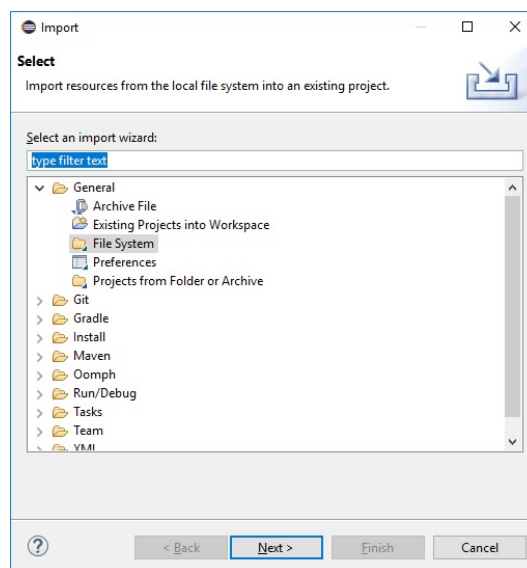 Import
Select
Import resources from the local file system into an existing project.
Select an import wizard:
type filter text
General
Archive File
Existing Projects into Workspace
File System
Preferences
Projects from Folder or Archive
Git
Gradle
Install
Maven
Oomph
Run/Debug
Tasks
Team
XML
< Back Next > Finish Cancel